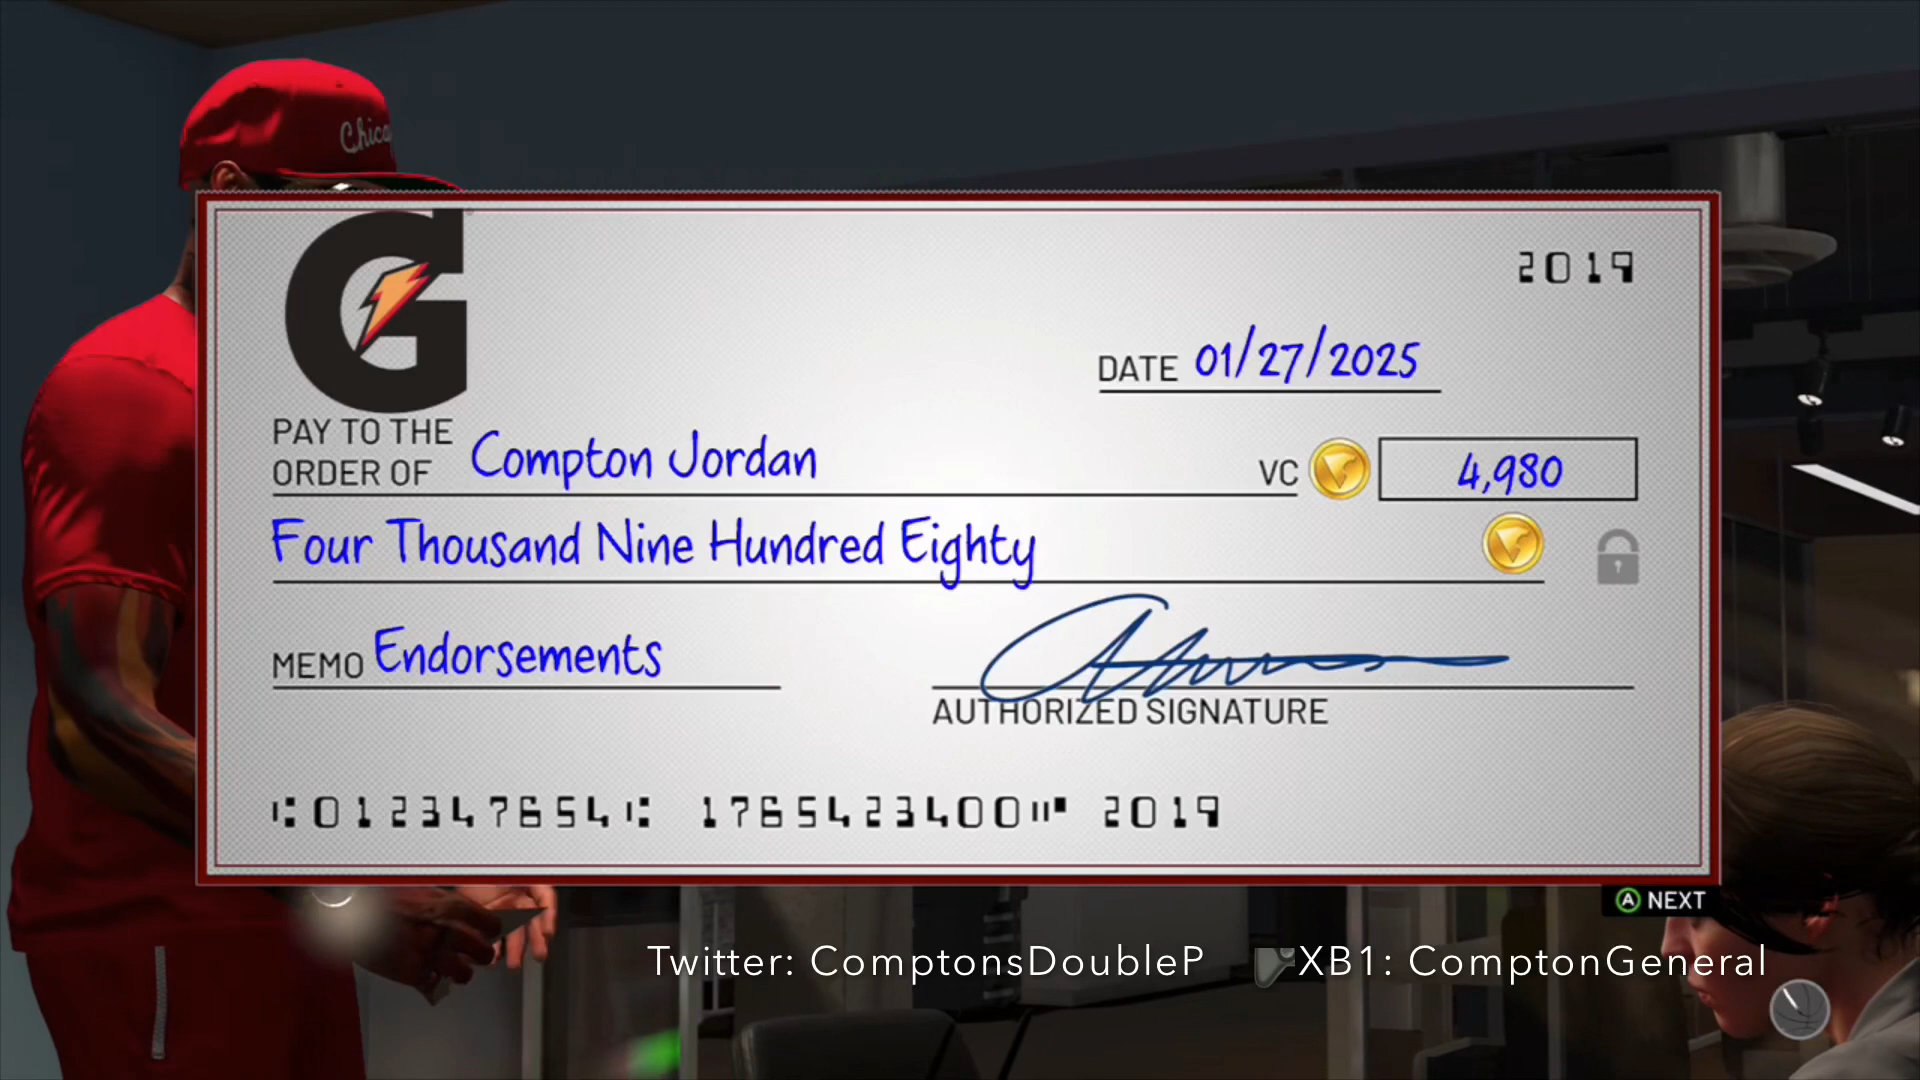 Chica
G
2019
DATE 01/27/2025
PAY TO THE
ORDER OF Compton Jordan
VC 4,980
Four Thousand Nine Hundred Eighty
MEMO Endorsements
AUTHORIZED SIGNATURE
012347654 1765423400 2019
A NEXT
Twitter: ComptonsDoubleP XB1: ComptonGeneral